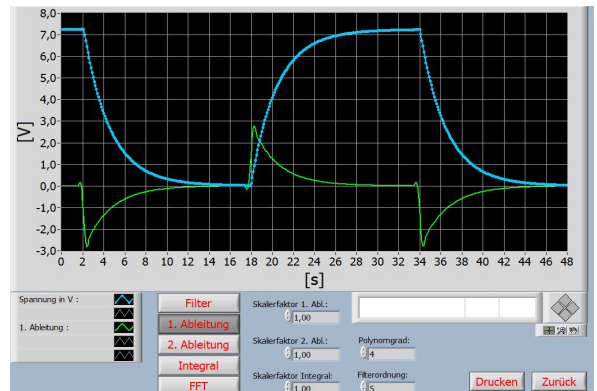 8,0
7,0
6,0
5,0
4,0
3,0
2,0
1,0
0,0
-1,0
-2,0
-3,0
[V]
0 2 4 6 8 10 12 14 16 18 20 22 24 26 28 30 32 34 36 38 40 42 44 46 48
[s]
Spannung in V :
1. Ableitung :
Filter
1. Ableitung
2. Ableitung
Integral
FFT
Skalierfaktor 1. Abl.:
1,00
Skalierfaktor 2. Abl.:
1,00
Skalierfaktor Integral:
1,00
Polynomgrad:
4
Filterordnung:
5
Drucken
Zurück